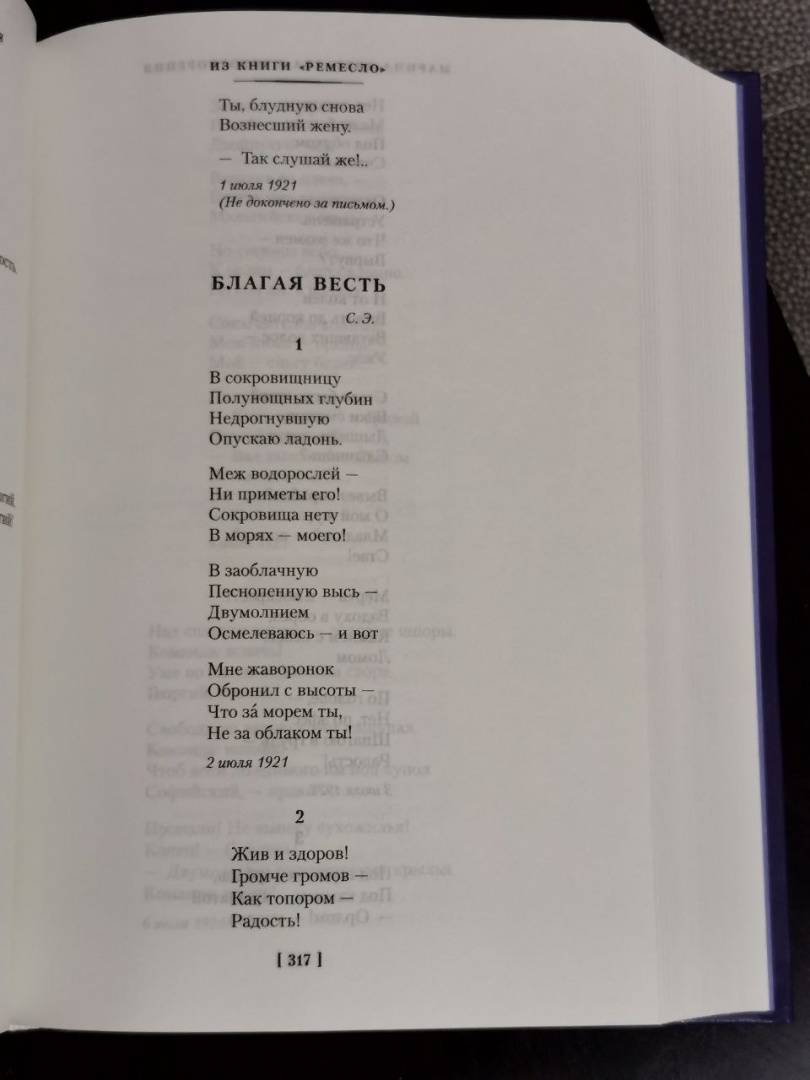 ИЗ КНИГИ «РЕМЕСЛО»
Ты, блудную снова
Вознесший жену.
— Так слушай же!..
1 июля 1921
(Не докончено за письмом.)
БЛАГАЯ ВЕСТЬ
С. Э.
1
В сокровищницу
Полунощных глубин
Недрогнувшую
Опускаю ладонь.
Меж водорослей —
Ни приметы его!
Сокровища нету
В морях — моего!
В заоблачную
Песнопенную высь —
Двумолнием
Осмелеваюсь — и вот
Мне жаворонок
Обронил с высоты —
Что за́ морем ты,
Не за облаком ты!
2 июля 1921
2
Жив и здоров!
Громче громов —
Как топором —
Радость!
[ 317 ]